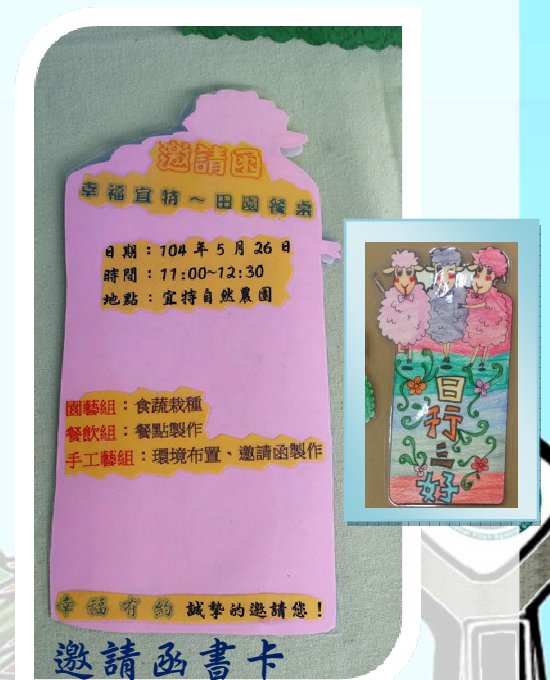 邀請函
幸福宜特～田園餐桌
日期：104年5月26日
時間：11:00~12:30
地點：宜特自然農園
園藝組：食蔬栽種
餐飲組：餐點製作
手工藝組：環境布置、邀請函製作
幸福有約 誠摯的邀請您！
邀請函書卡
日行三好